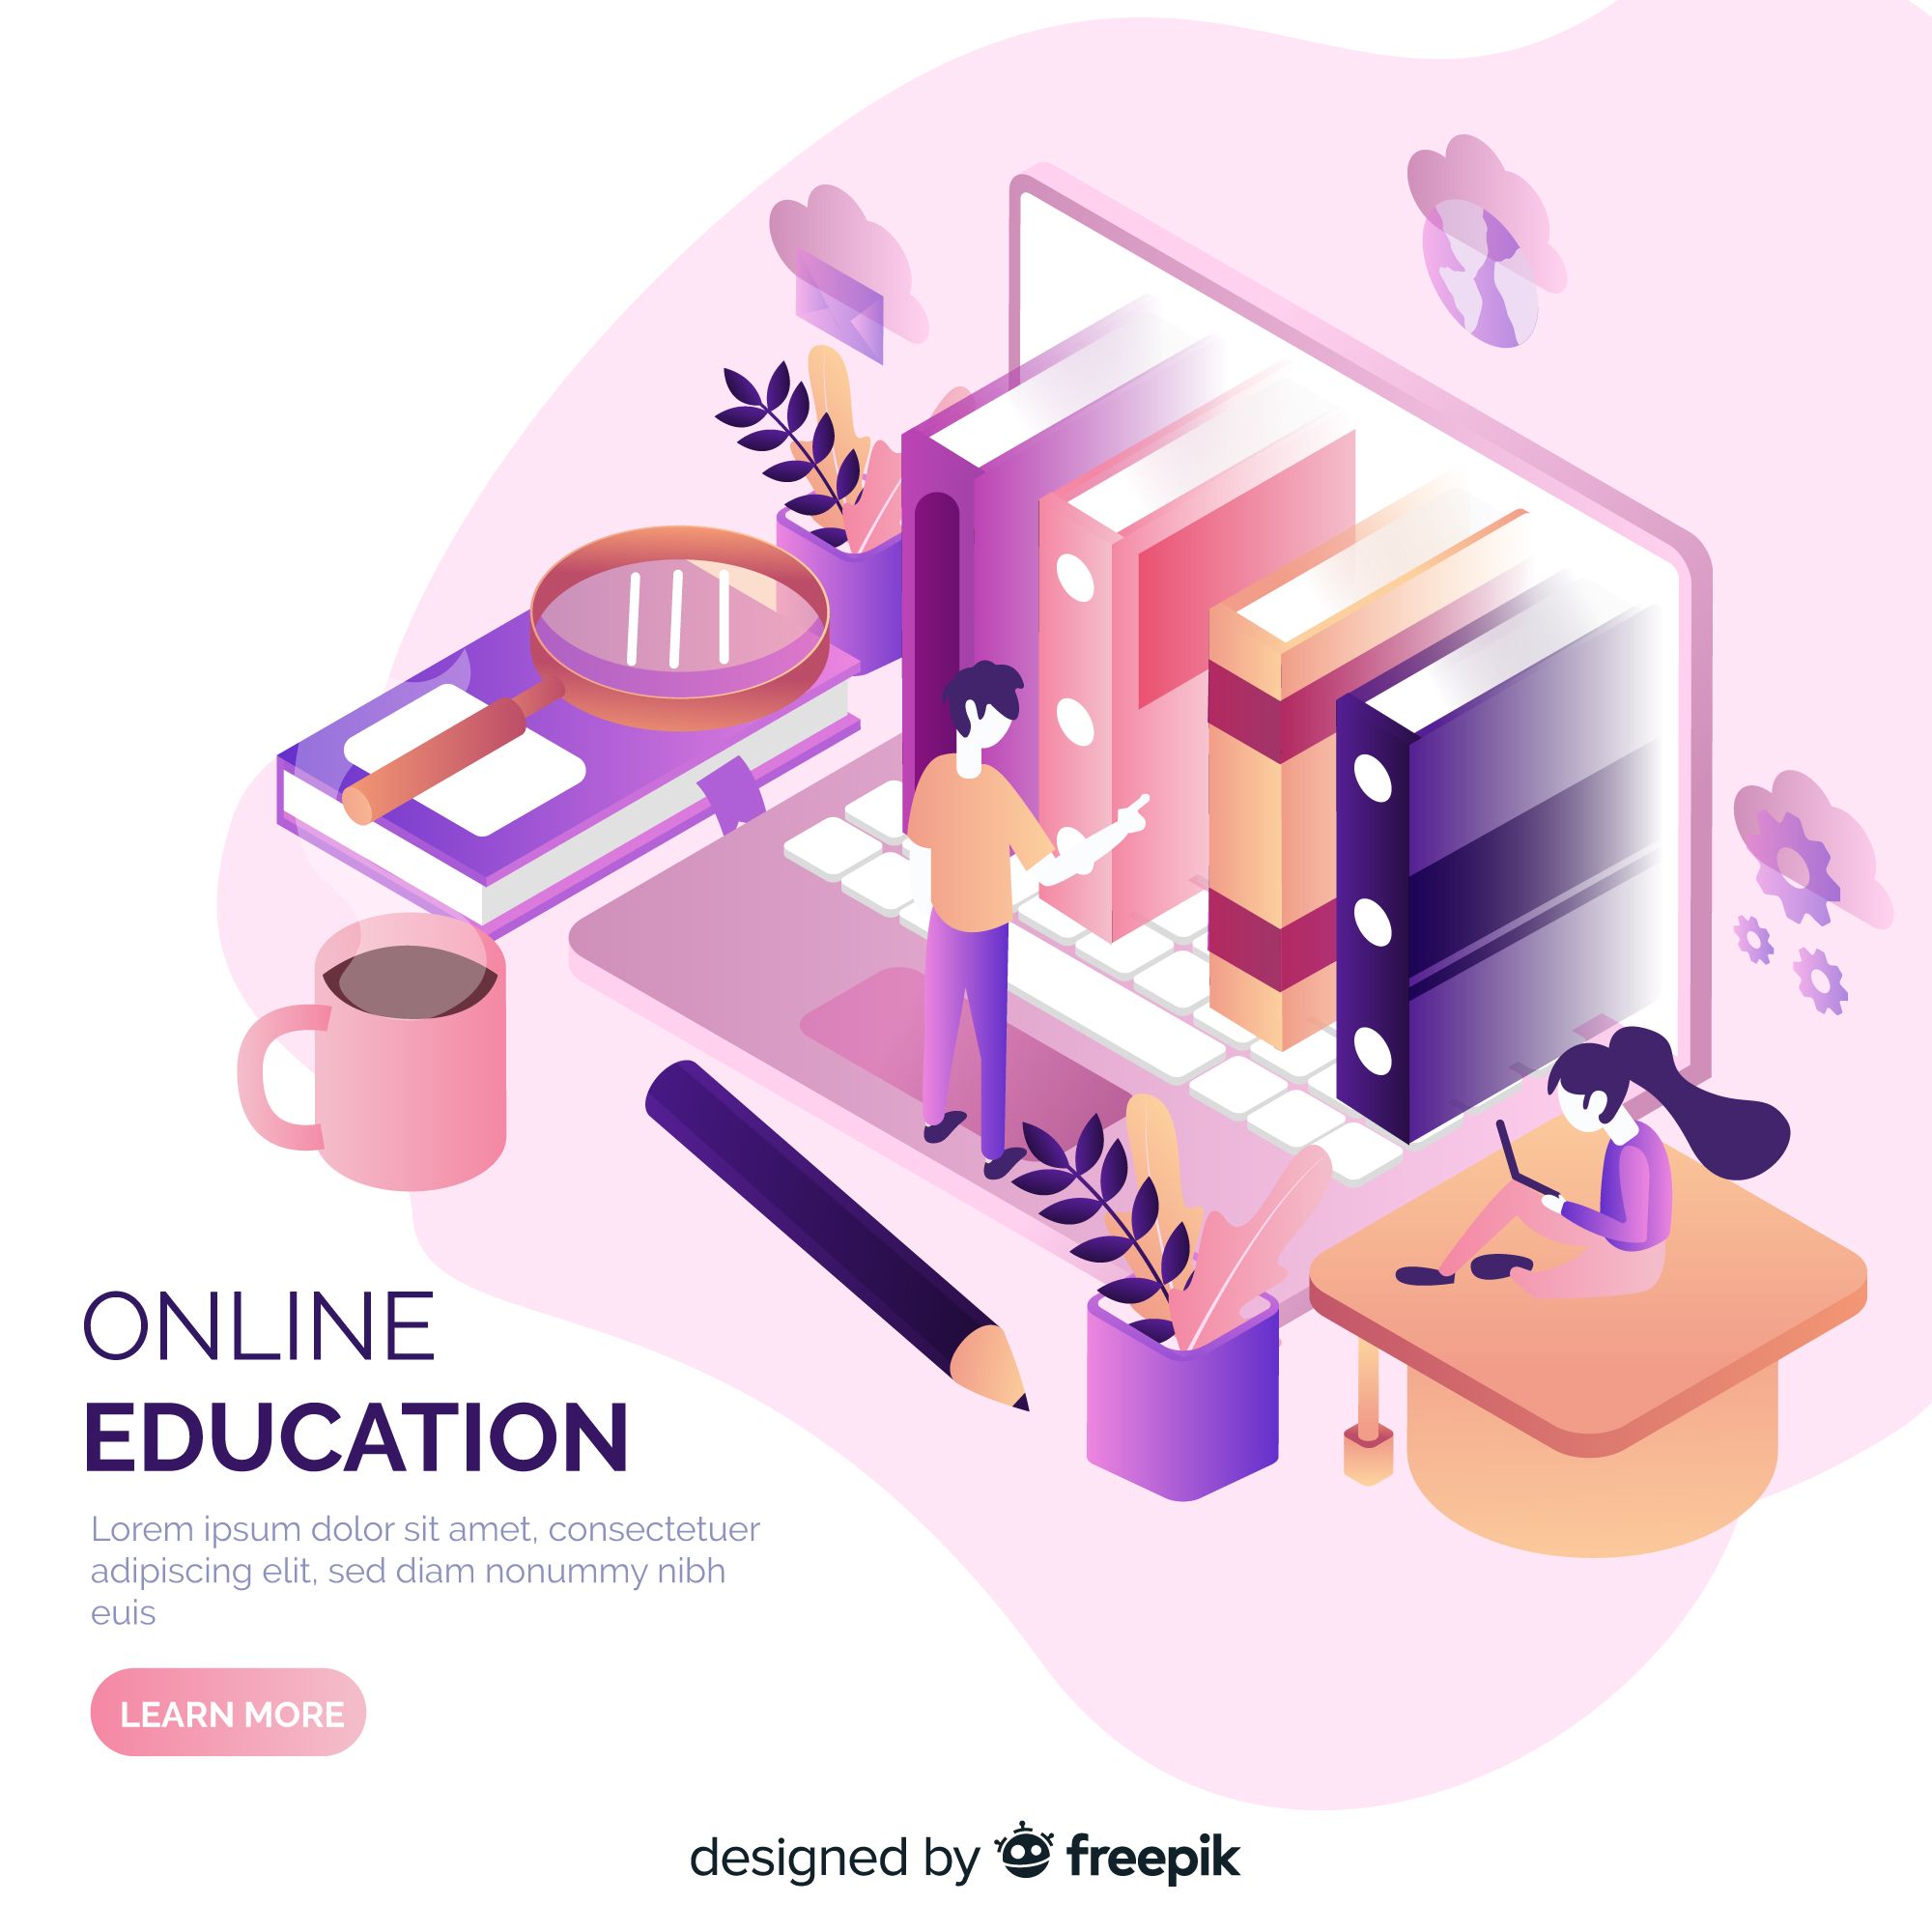 ONLINE
EDUCATION
Lorem ipsum dolor sit amet, consectetuer
adipiscing elit, sed diam nonummy nibh
euis
LEARN MORE
designed by freepik